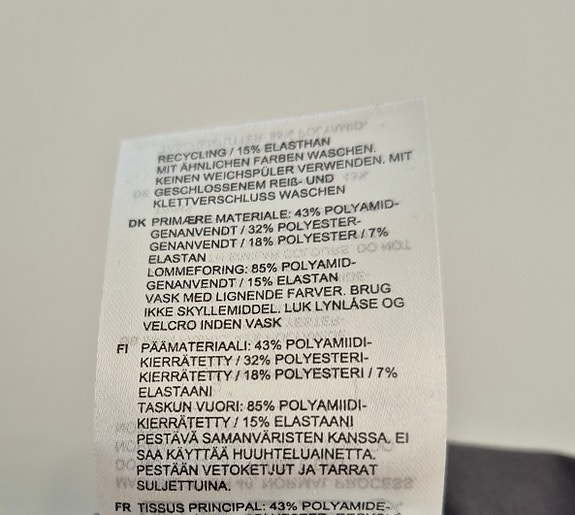 RECYCLING / 15% ELASTHAN
MIT ÄHNLICHEN FARBEN WASCHEN.
KEINEN WEICHSPÜLER VERWENDEN. MIT
GESCHLOSSENEM REIß- UND
KLETTVERSCHLUSS WASCHEN
DK PRIMÆRE MATERIALE: 43% POLYAMID-
GENANVENDT / 32% POLYESTER-
GENANVENDT / 18% POLYESTER / 7%
ELASTAN
LOMMEFORING: 85% POLYAMID-
GENANVENDT / 15% ELASTAN
VASK MED LIGNENDE FARVER. BRUG
IKKE SKYLLEMIDDEL. LUK LYNLÅSE OG
VELCRO INDEN VASK
FI PÄÄMATERIAALI: 43% POLYAMIIDI-
KIERRÄTETTY / 32% POLYESTERI-
KIERRÄTETTY / 18% POLYESTERI / 7%
ELASTAANI
TASKUN VUORI: 85% POLYAMIIDI-
KIERRÄTETTY / 15% ELASTAANI
PESTÄVÄ SAMANVÄRISTEN KANSSA. EI
SAA KÄYTTÄÄ HUUHTELUAINETTA.
PESTÄÄN VETOKETJUT JA TARRAT
SULJETTUINA.
FR TISSUS PRINCIPAL: 43% POLYAMIDE-